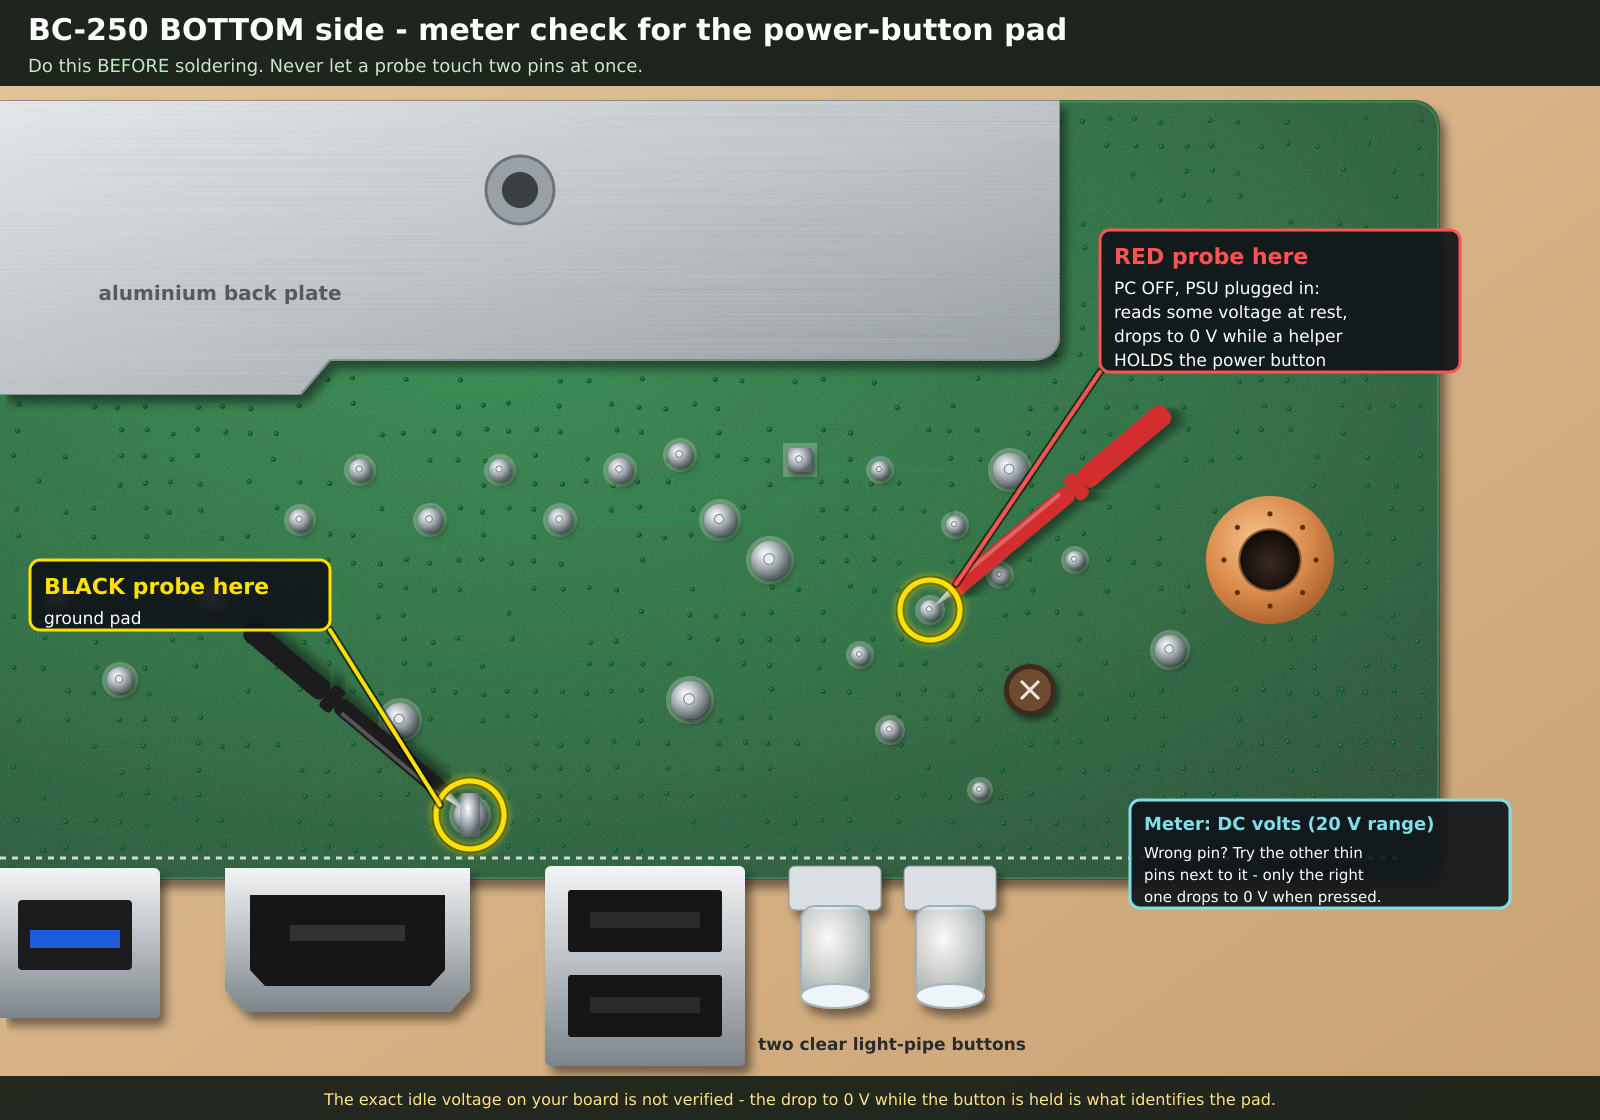 BC-250 BOTTOM side - meter check for the power-button pad
Do this BEFORE soldering. Never let a probe touch two pins at once.
aluminium back plate
RED probe here
PC OFF, PSU plugged in:
reads some voltage at rest,
drops to 0 V while a helper
HOLDS the power button
BLACK probe here
ground pad
Meter: DC volts (20 V range)
Wrong pin? Try the other thin
pins next to it - only the right
one drops to 0 V when pressed.
two clear light-pipe buttons
The exact idle voltage on your board is not verified - the drop to 0 V while the button is held is what identifies the pad.